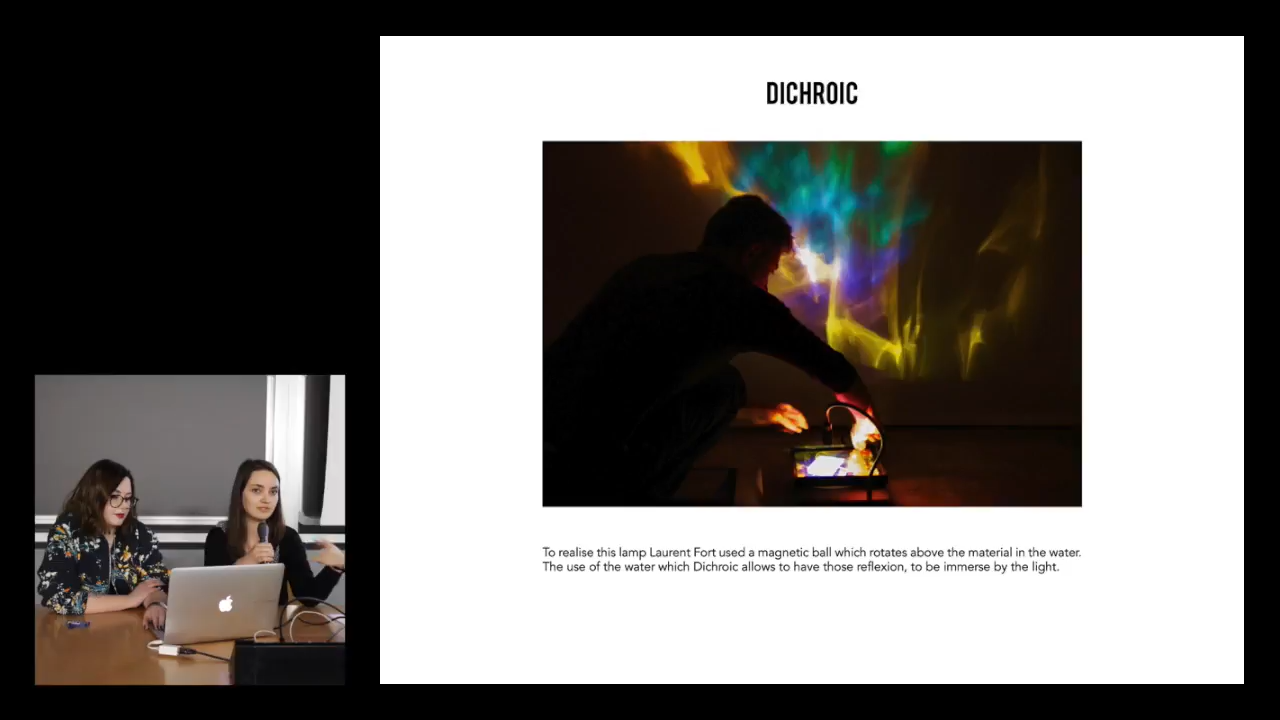 DICHROIC
To realise this lamp Laurent Fort used a magnetic ball which rotates above the material in the water.
The use of the water which Dichroic allows to have those reflexion, to be immerse by the light.